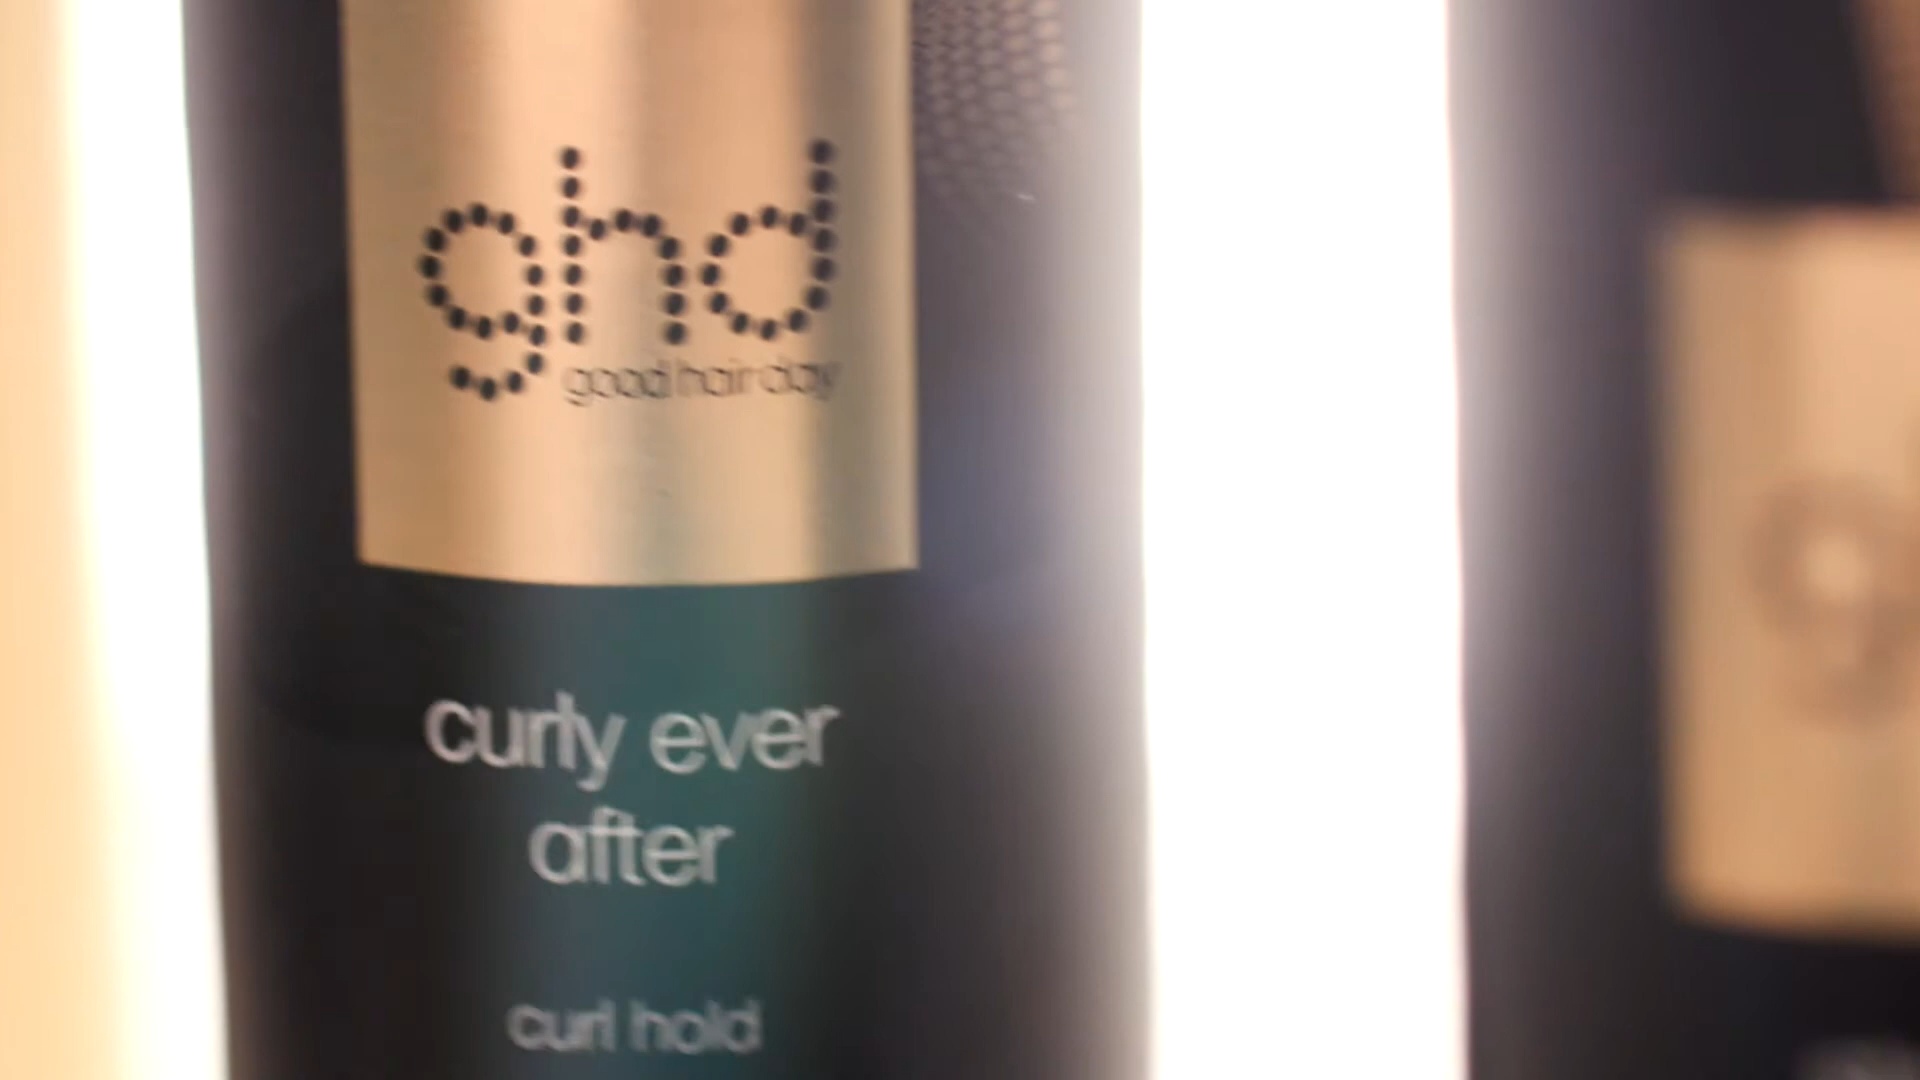 ghd
good hair day
curly ever
after
curl hold